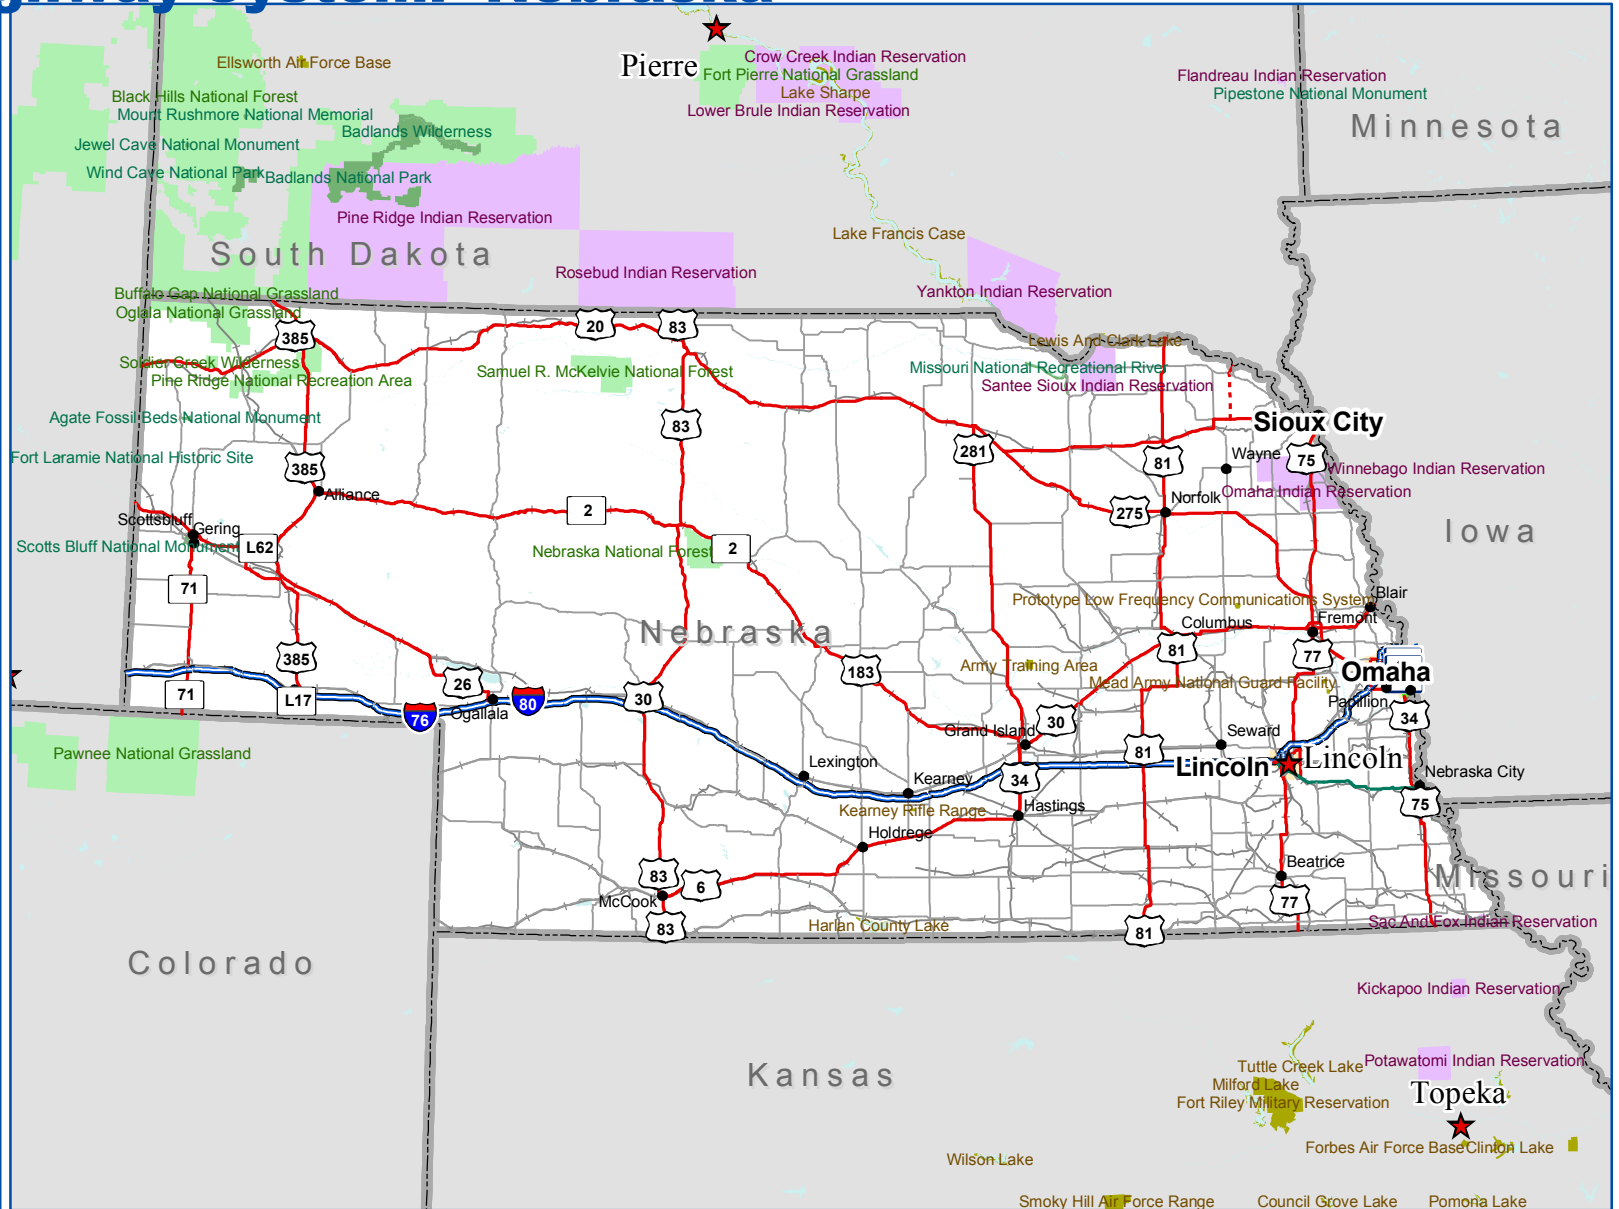 ghway System: Nebraska
Pierre
Ellsworth Air Force Base
Crow Creek Indian Reservation
Fort Pierre National Grassland
Lake Sharpe
Lower Brule Indian Reservation
Flandreau Indian Reservation
Pipestone National Monument
Minnesota
Black Hills National Forest
Mount Rushmore National Memorial
Badlands Wilderness
Jewel Cave National Monument
Wind Cave National Park
Badlands National Park
Pine Ridge Indian Reservation
South Dakota
Lake Francis Case
Rosebud Indian Reservation
Yankton Indian Reservation
Buffalo Gap National Grassland
Oglala National Grassland
385
20
83
Lewis And Clark Lake
Soldier Creek Wilderness
Pine Ridge National Recreation Area
Samuel R. McKelvie National Forest
Missouri National Recreational River
Santee Sioux Indian Reservation
Agate Fossil Beds National Monument
83
Sioux City
Fort Laramie National Historic Site
385
281
81
Wayne
75
Winnebago Indian Reservation
Alliance
2
275
Norfolk
Omaha Indian Reservation
Scottsbluff
Gering
Iowa
Scotts Bluff National Monument
L62
Nebraska National Forest
2
71
Prototype Low Frequency Communications System
Blair
Nebraska
Columbus
Fremont
385
81
77
Army Training Area
183
Omaha
Mead Army National Guard Facility
71
L17
26
80
30
76
Ogallala
Papillion
34
30
Grand Island
Seward
Pawnee National Grassland
81
Lexington
Lincoln
Lincoln
Kearney
34
Nebraska City
Kearney Rifle Range
Hastings
75
Holdrege
Beatrice
83
6
Missouri
McCook
77
83
Harlan County Lake
81
Sac And Fox Indian Reservation
Colorado
Kickapoo Indian Reservation
Kansas
Tuttle Creek Lake
Potawatomi Indian Reservation
Milford Lake
Topeka
Fort Riley Military Reservation
Forbes Air Force Base
Clinton Lake
Wilson Lake
Smoky Hill Air Force Range
Council Grove Lake
Pomona Lake